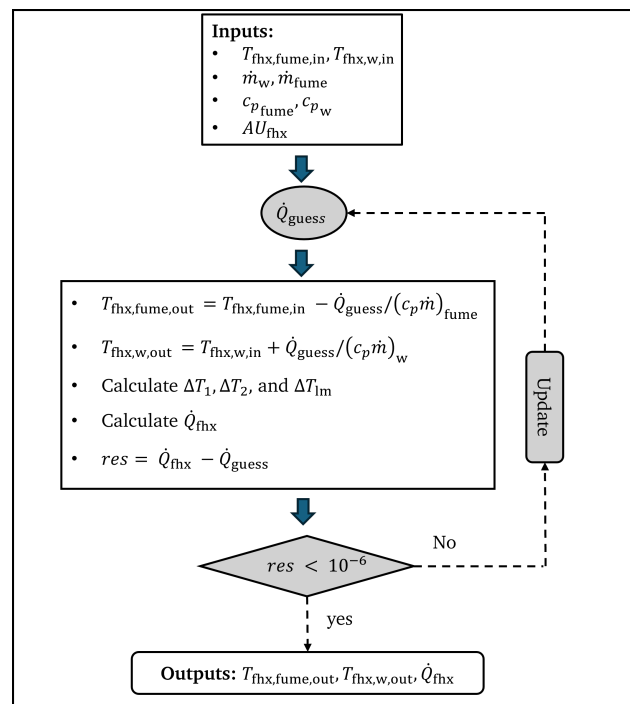 Inputs:
• T_fhx,fume,in, T_fhx,w,in
• ṁ_w, ṁ_fume
• c_p_fume, c_p_w
• AU_fhx
Q̇_guess
• T_fhx,fume,out = T_fhx,fume,in − Q̇_guess/(c_p ṁ)_fume
• T_fhx,w,out = T_fhx,w,in + Q̇_guess/(c_p ṁ)_w
• Calculate ΔT_1, ΔT_2, and ΔT_lm
• Calculate Q̇_fhx
• res = Q̇_fhx − Q̇_guess
Update
No
res < 10^−6
yes
Outputs: T_fhx,fume,out, T_fhx,w,out, Q̇_fhx